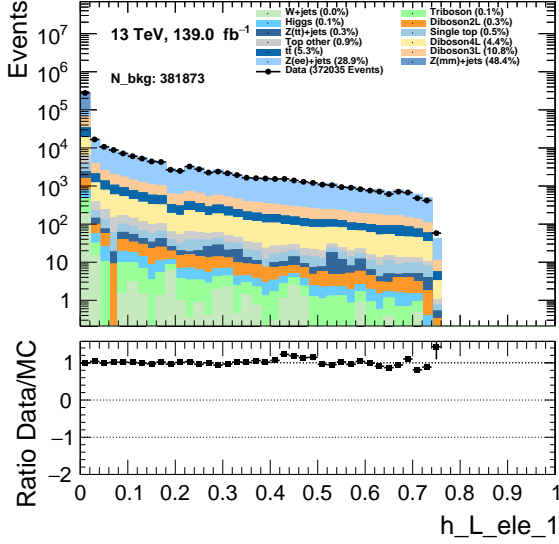 Events
13 TeV, 139.0 fb⁻¹
N_bkg: 381873
W+jets (0.0%)
Higgs (0.1%)
Z(tt)+jets (0.3%)
Top other (0.9%)
tt̄ (5.3%)
Z(ee)+jets (28.9%)
Data (372035 Events)
Triboson (0.1%)
Diboson2L (0.3%)
Single top (0.5%)
Diboson4L (4.4%)
Diboson3L (10.8%)
Z(mm)+jets (48.4%)
10⁷
10⁶
10⁵
10⁴
10³
10²
10
1
Ratio Data/MC
1
0
−1
−2
0 0.1 0.2 0.3 0.4 0.5 0.6 0.7 0.8 0.9 1
h_L_ele_1